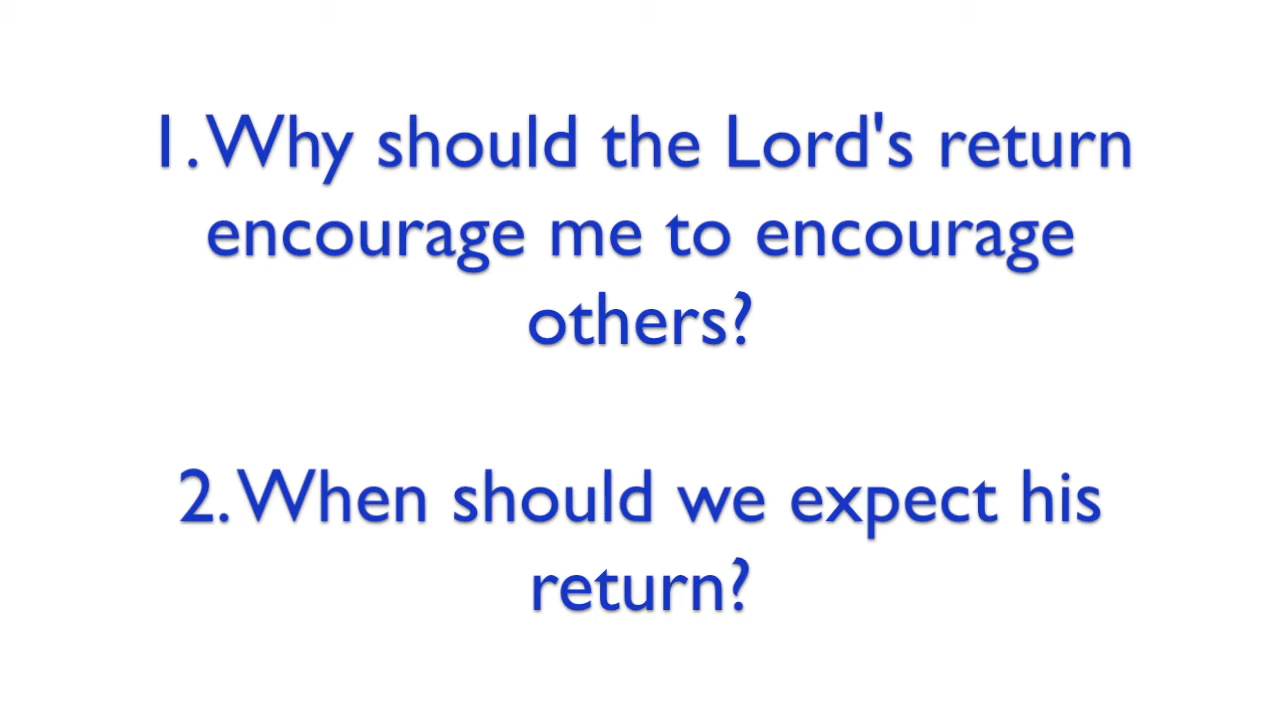 1. Why should the Lord's return
encourage me to encourage
others?
2. When should we expect his
return?